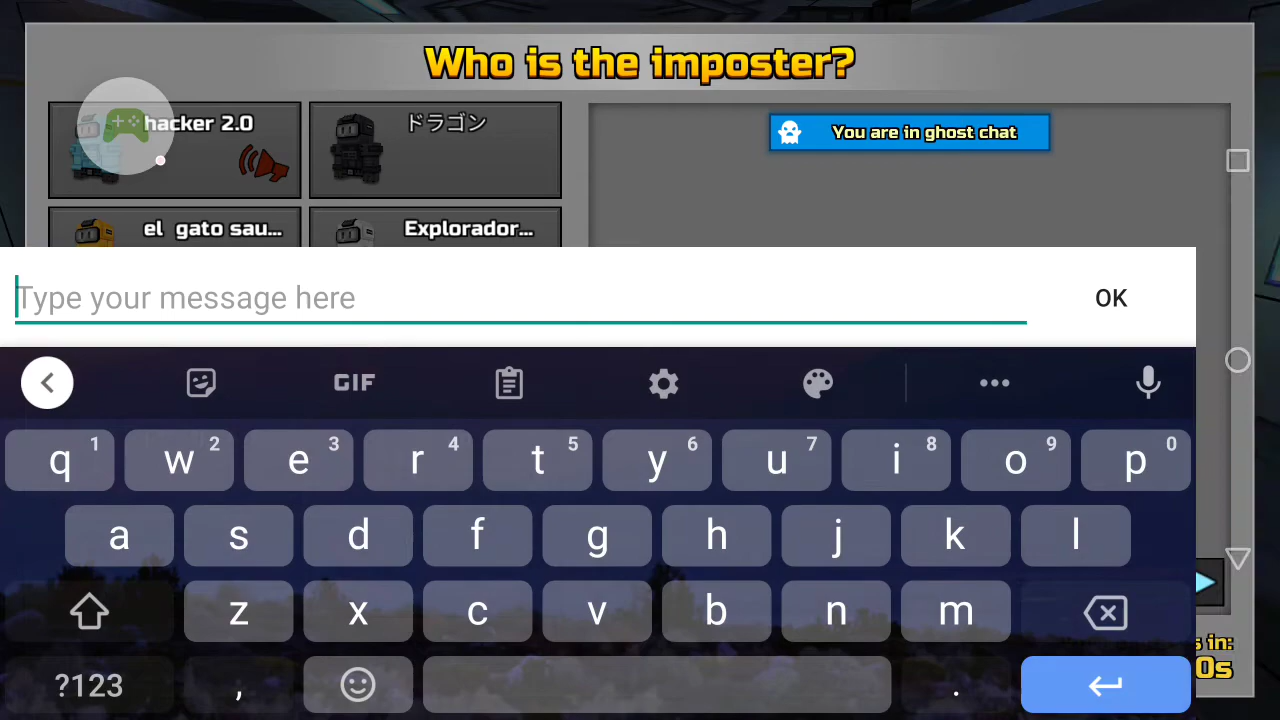 Who is the imposter?
hacker 2.0
ドラゴン
You are in ghost chat
el gato sau...
Explorador...
Type your message here
OK
GIF
q 1 w 2 e 3 r 4 t 5 y 6 u 7 i 8 o 9 p 0
a s d f g h j k l
z x c v b n m
s in:
?123 , .
0s